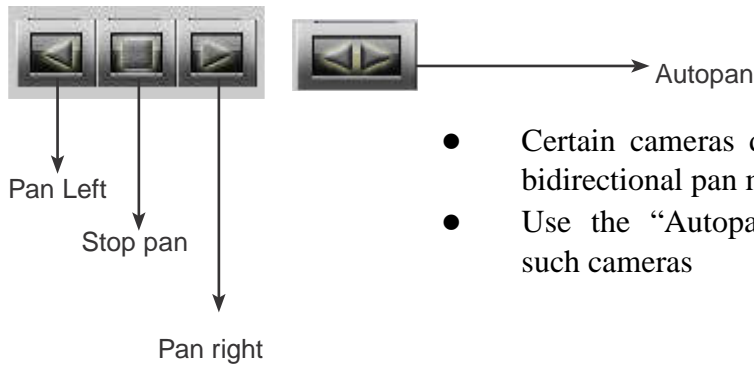 Autopan
● Certain cameras
bidirectional pan
● Use the
such cameras
Pan Left
Stop pan
Pan right